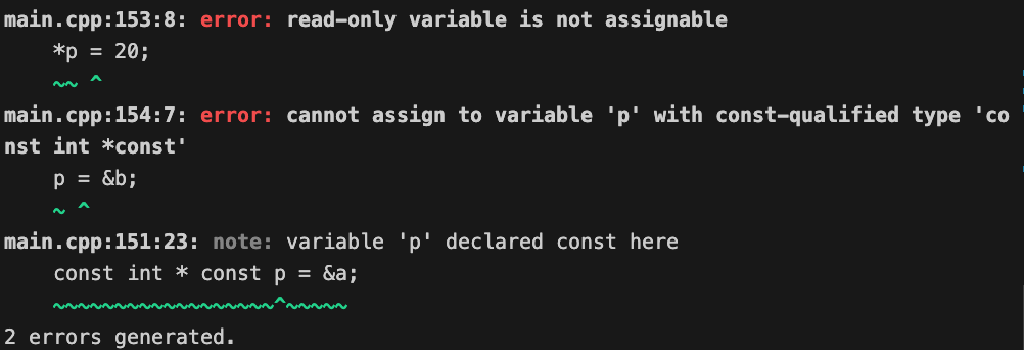 main.cpp:153:8: error: read-only variable is not assignable
    *p = 20;
    ~~ ^
main.cpp:154:7: error: cannot assign to variable 'p' with const-qualified type 'co
nst int *const'
    p = &b;
    ~ ^
main.cpp:151:23: note: variable 'p' declared const here
    const int * const p = &a;
    ~~~~~~~~~~~~~~~~~~^~~~~~
2 errors generated.